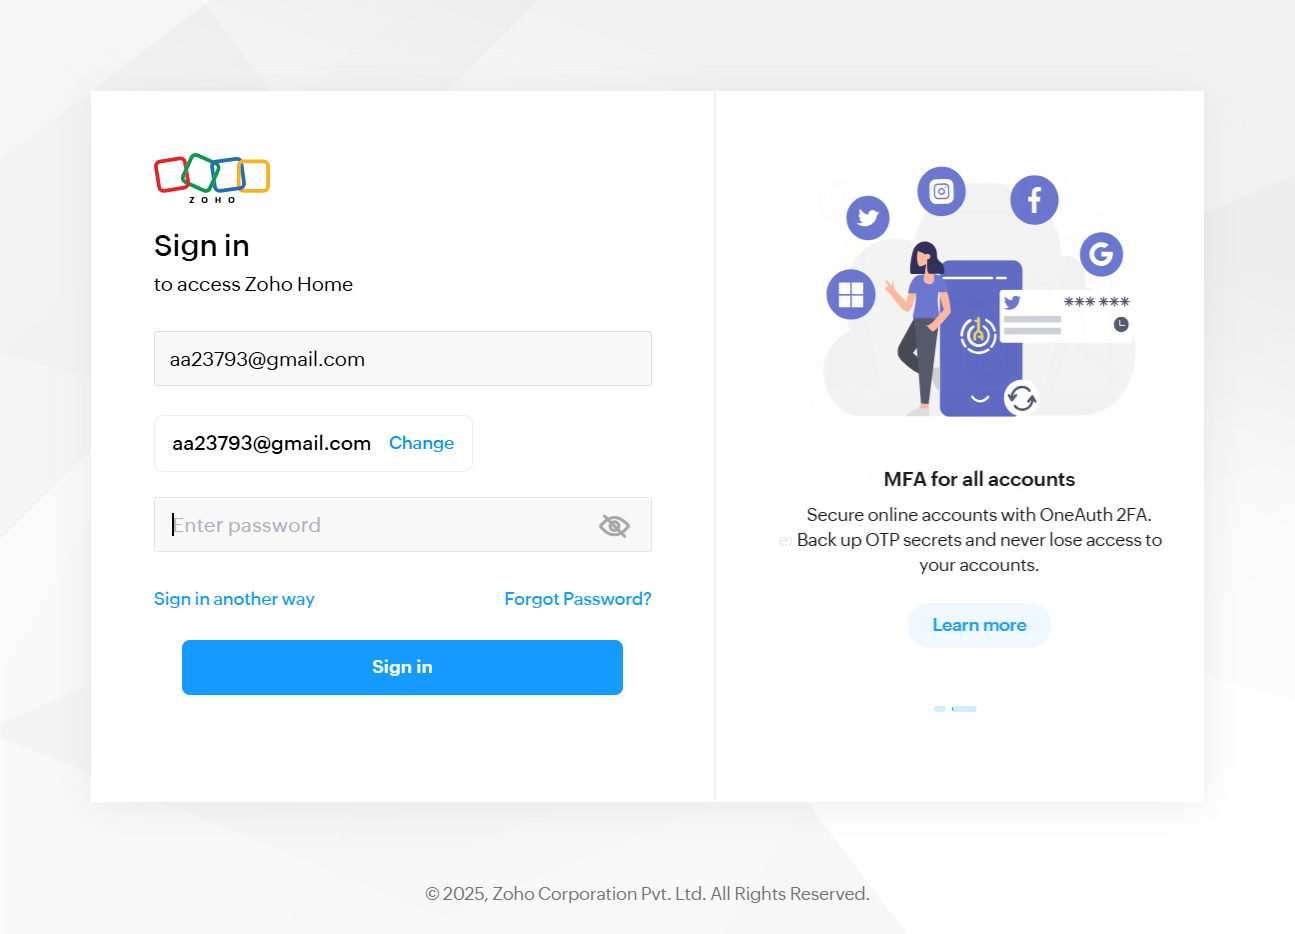 ZOHO
Sign in
to access Zoho Home
aa23793@gmail.com
aa23793@gmail.com Change
Enter password
Sign in another way Forgot Password?
Sign in
*** ***
MFA for all accounts
Secure online accounts with OneAuth 2FA.
Back up OTP secrets and never lose access to
your accounts.
Learn more
© 2025, Zoho Corporation Pvt. Ltd. All Rights Reserved.